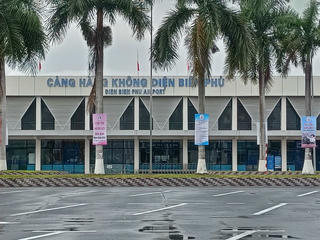 CẢNG HÀNG KHÔNG ĐIỆN BIÊN PHỦ
DIEN BIEN PHU AIRPORT